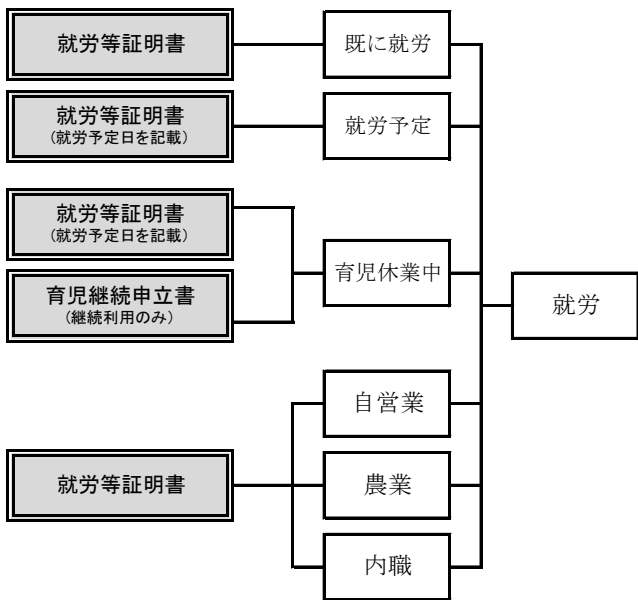 就労等証明書
既に就労
就労等証明書
(就労予定日を記載)
就労予定
就労等証明書
(就労予定日を記載)
育児継続申立書
(継続利用のみ)
育児休業中
就労
自営業
就労等証明書
農業
内職